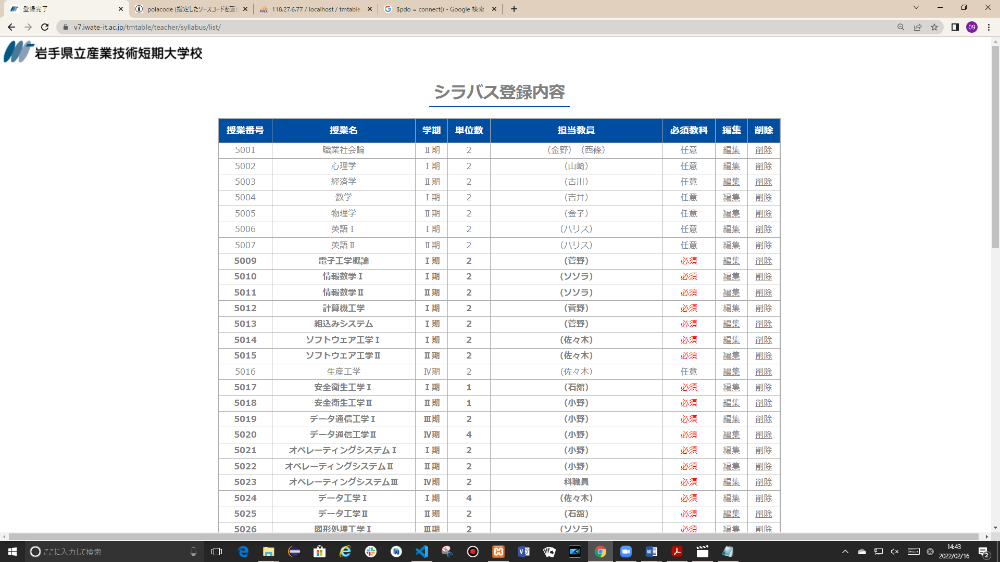 登録完了
polacode (指定したソースコードを画
118.27.6.77 / localhost / tmtable
$pdo = connect() - Google 検索
v7.iwate-it.ac.jp/tmtable/teacher/syllabus/list/
09
岩手県立産業技術短期大学校
シラバス登録内容
授業番号 授業名 学期 単位数 担当教員 必須教科 編集 削除
5001 職業社会論 Ⅱ期 2 （金野）（西條） 任意 編集 削除
5002 心理学 Ⅰ期 2 （山崎） 任意 編集 削除
5003 経済学 Ⅱ期 2 （古川） 任意 編集 削除
5004 数学 Ⅰ期 2 （吉井） 任意 編集 削除
5005 物理学 Ⅱ期 2 （金子） 任意 編集 削除
5006 英語Ⅰ Ⅰ期 2 （ハリス） 任意 編集 削除
5007 英語Ⅱ Ⅱ期 2 （ハリス） 任意 編集 削除
5009 電子工学概論 Ⅰ期 2 （菅野） 必須 編集 削除
5010 情報数学Ⅰ Ⅰ期 2 （ソソラ） 必須 編集 削除
5011 情報数学Ⅱ Ⅱ期 2 （ソソラ） 必須 編集 削除
5012 計算機工学 Ⅰ期 2 （菅野） 必須 編集 削除
5013 組込みシステム Ⅰ期 2 （菅野） 必須 編集 削除
5014 ソフトウェア工学Ⅰ Ⅰ期 2 （佐々木） 必須 編集 削除
5015 ソフトウェア工学Ⅱ Ⅱ期 2 （佐々木） 必須 編集 削除
5016 生産工学 Ⅳ期 2 （佐々木） 任意 編集 削除
5017 安全衛生工学Ⅰ Ⅰ期 1 （石舘） 必須 編集 削除
5018 安全衛生工学Ⅱ Ⅱ期 1 （小野） 必須 編集 削除
5019 データ通信工学Ⅰ Ⅲ期 2 （小野） 必須 編集 削除
5020 データ通信工学Ⅱ Ⅳ期 4 （小野） 必須 編集 削除
5021 オペレーティングシステムⅠ Ⅰ期 2 （小野） 必須 編集 削除
5022 オペレーティングシステムⅡ Ⅱ期 2 （小野） 必須 編集 削除
5023 オペレーティングシステムⅢ Ⅳ期 2 科職員 必須 編集 削除
5024 データ工学Ⅰ Ⅰ期 4 （佐々木） 必須 編集 削除
5025 データ工学Ⅱ Ⅱ期 2 （石舘） 必須 編集 削除
5026 図形処理工学Ⅰ Ⅲ期 2 （ソソラ） 必須 編集 削除
ここに入力して検索
14:43
2022/02/16
2